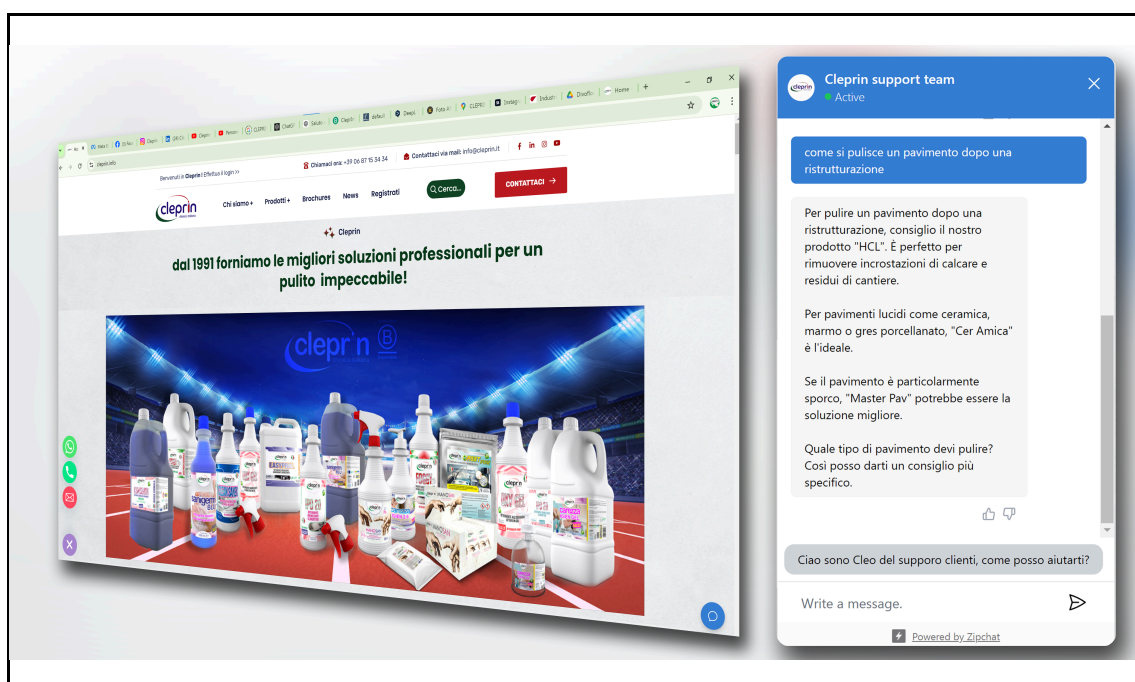 cleprin.info
Benvenuti in Cleprin! Effettua il login >>
Chiamaci ora: +39 06 87 15 34 34
Contattaci via mail: info@cleprin.it
cleprin
Chi siamo +
Prodotti +
Brochures
News
Registrati
Cerca...
CONTATTACI →
Cleprin
dal 1991 forniamo le migliori soluzioni professionali per un
pulito impeccabile!
clepr n B
Cleprin support team
Active
come si pulisce un pavimento dopo una
ristrutturazione
Per pulire un pavimento dopo una
ristrutturazione, consiglio il nostro
prodotto "HCL". È perfetto per
rimuovere incrostazioni di calcare e
residui di cantiere.
Per pavimenti lucidi come ceramica,
marmo o gres porcellanato, "Cer Amica"
è l'ideale.
Se il pavimento è particolarmente
sporco, "Master Pav" potrebbe essere la
soluzione migliore.
Quale tipo di pavimento devi pulire?
Così posso darti un consiglio più
specifico.
Ciao sono Cleo del supporo clienti, come posso aiutarti?
Write a message.
Powered by Zipchat